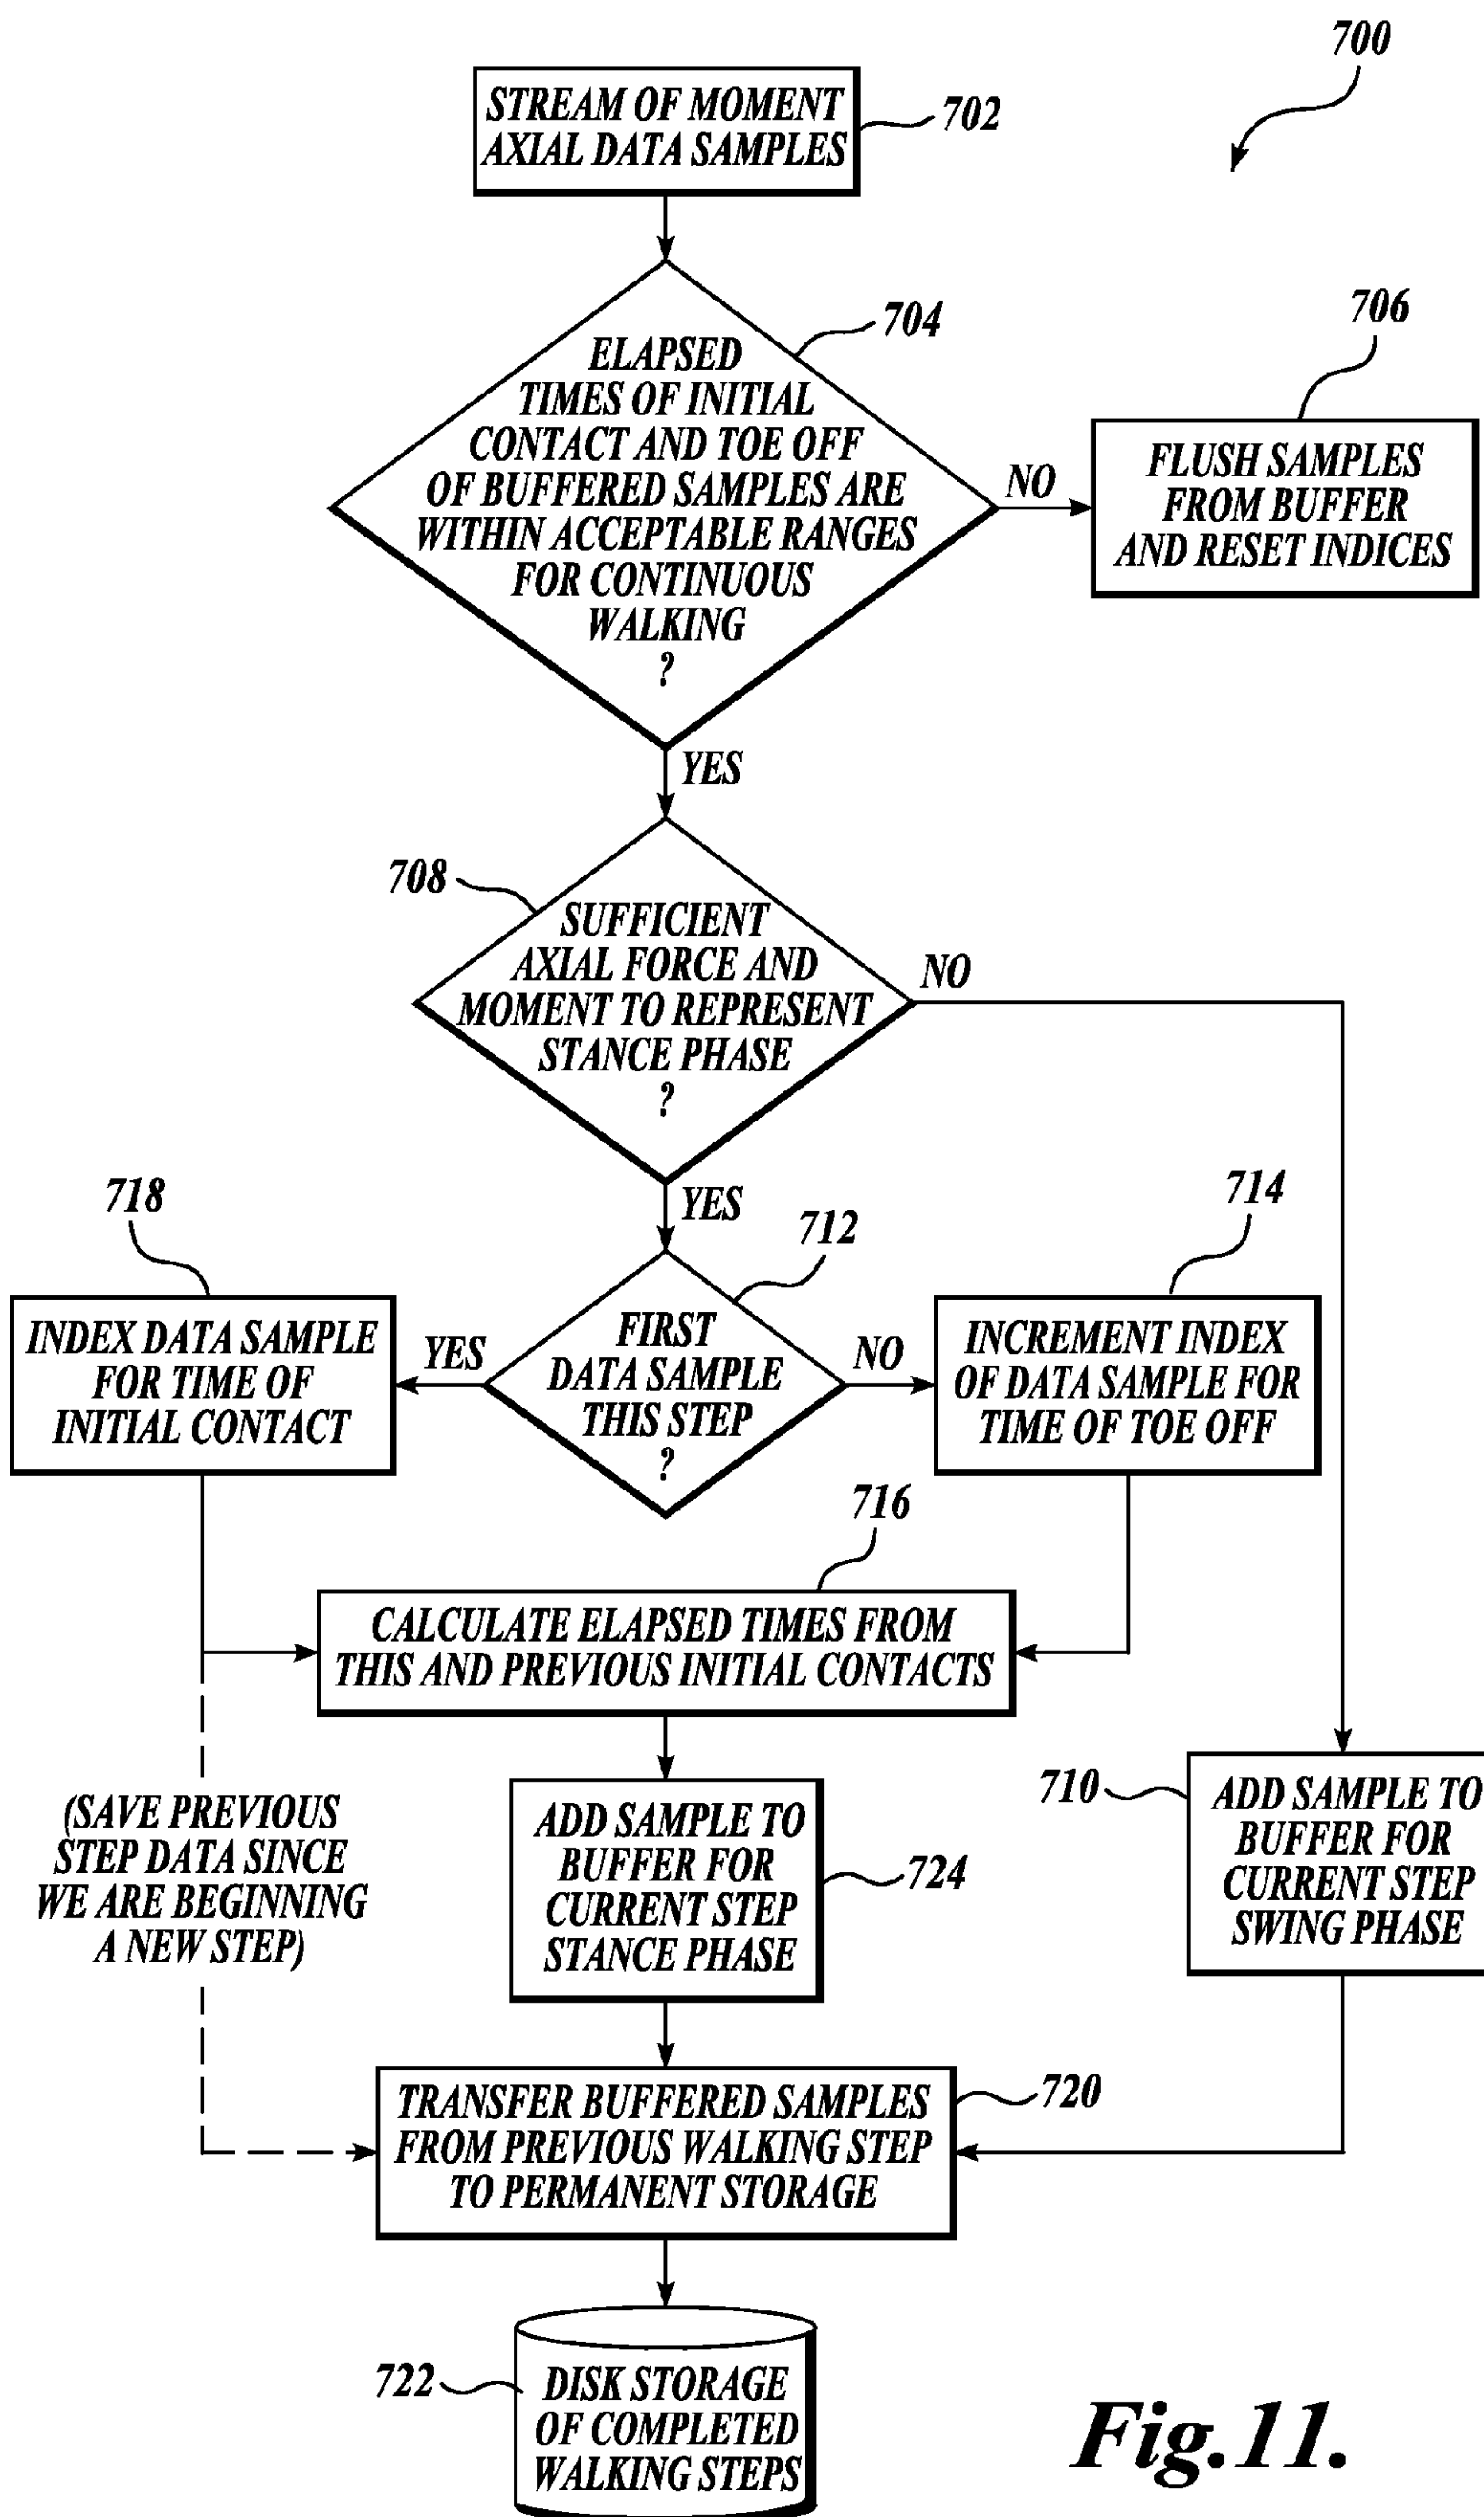 700
STREAM OF MOMENT
AXIAL DATA SAMPLES
702
704
ELAPSED
TIMES OF INITIAL
CONTACT AND TOE OFF
OF BUFFERED SAMPLES ARE
WITHIN ACCEPTABLE RANGES
FOR CONTINUOUS
WALKING
?
NO
706
FLUSH SAMPLES
FROM BUFFER
AND RESET INDICES
YES
708
SUFFICIENT
AXIAL FORCE AND
MOMENT TO REPRESENT
STANCE PHASE
?
NO
YES
712
FIRST
DATA SAMPLE
THIS STEP
?
YES
NO
718
INDEX DATA SAMPLE
FOR TIME OF
INITIAL CONTACT
714
INCREMENT INDEX
OF DATA SAMPLE FOR
TIME OF TOE OFF
716
CALCULATE ELAPSED TIMES FROM
THIS AND PREVIOUS INITIAL CONTACTS
(SAVE PREVIOUS
STEP DATA SINCE
WE ARE BEGINNING
A NEW STEP)
ADD SAMPLE TO
BUFFER FOR
CURRENT STEP
STANCE PHASE
724
710
ADD SAMPLE TO
BUFFER FOR
CURRENT STEP
SWING PHASE
TRANSFER BUFFERED SAMPLES
FROM PREVIOUS WALKING STEP
TO PERMANENT STORAGE
720
722
DISK STORAGE
OF COMPLETED
WALKING STEPS
Fig.11.